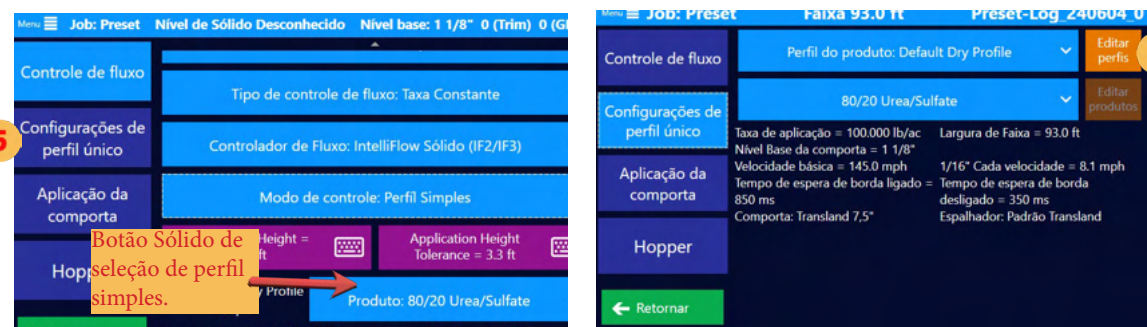 Menu Job: Preset Nível de Sólido Desconhecido Nível base: 1 1/8" 0 (Trim) 0 (G
Controle de fluxo
Tipo de controle de fluxo: Taxa Constante
Configurações de
perfil único
Controlador de Fluxo: IntelliFlow Sólido (IF2/IF3)
Aplicação da
comporta
Modo de controle: Perfil Simples
Height =
ft
Application Height
Tolerance = 3.3 ft
Botão Sólido de
seleção de perfil
simples.
Hopp
Profile
Produto: 80/20 Urea/Sulfate
Menu Job: Preset Faixa 93.0 ft Preset-Log_240604_0
Controle de fluxo
Perfil do produto: Default Dry Profile
Editar
perfis
Configurações de
perfil único
80/20 Urea/Sulfate
Editar
produtos
Taxa de aplicação = 100.000 lb/ac Largura de Faixa = 93.0 ft
Nível Base da comporta = 1 1/8"
Velocidade básica = 145.0 mph 1/16" Cada velocidade = 8.1 mph
Tempo de espera de borda ligado = Tempo de espera de borda
850 ms desligado = 350 ms
Comporta: Transland 7,5" Espalhador: Padrão Transland
Aplicação da
comporta
Hopper
Retornar